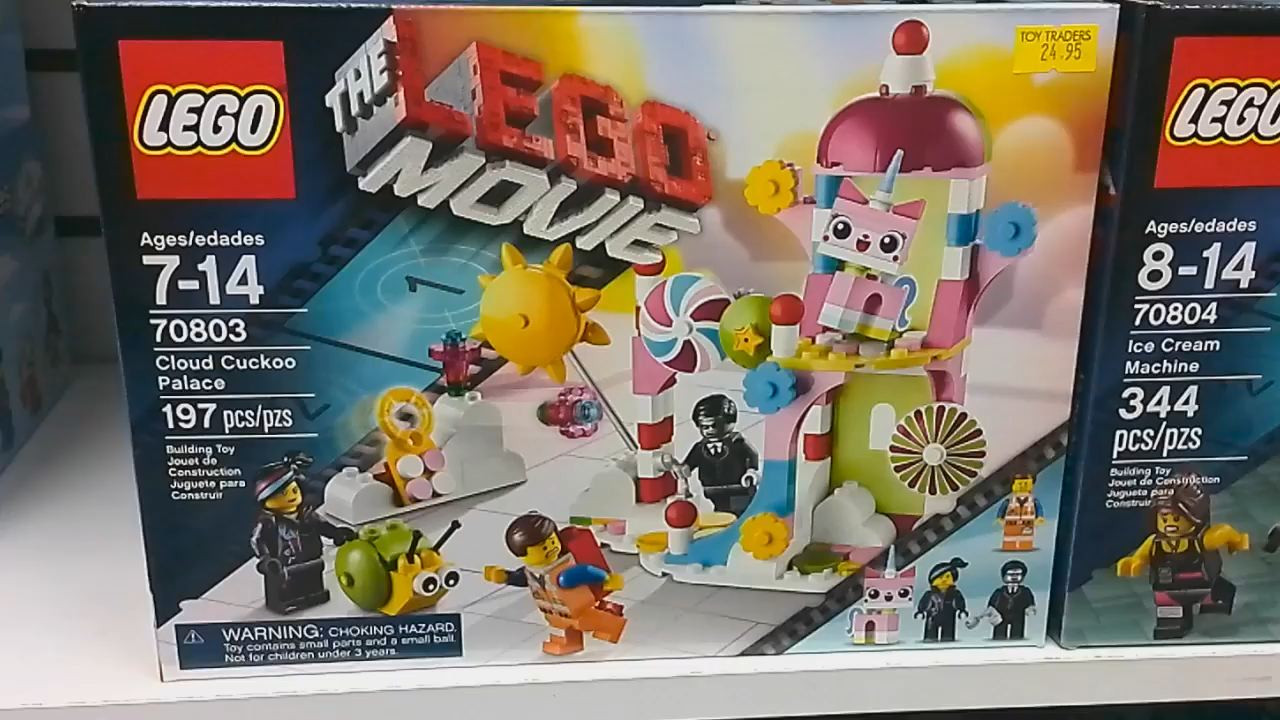 LEGO
THE
LEGO
MOVIE
TOY TRADERS
24.95
Ages/edades
7-14
70803
Cloud Cuckoo
Palace
197 pcs/pzs
Building Toy
Jouet de
Construction
Juguete para
Construir
WARNING: CHOKING HAZARD.
Toy contains small parts and a small ball.
Not for children under 3 years.
LEGO
Ages/edades
8-14
70804
Ice Cream
Machine
344
pcs/pzs
Building Toy
Jouet de Construction
Juguete para
Construir